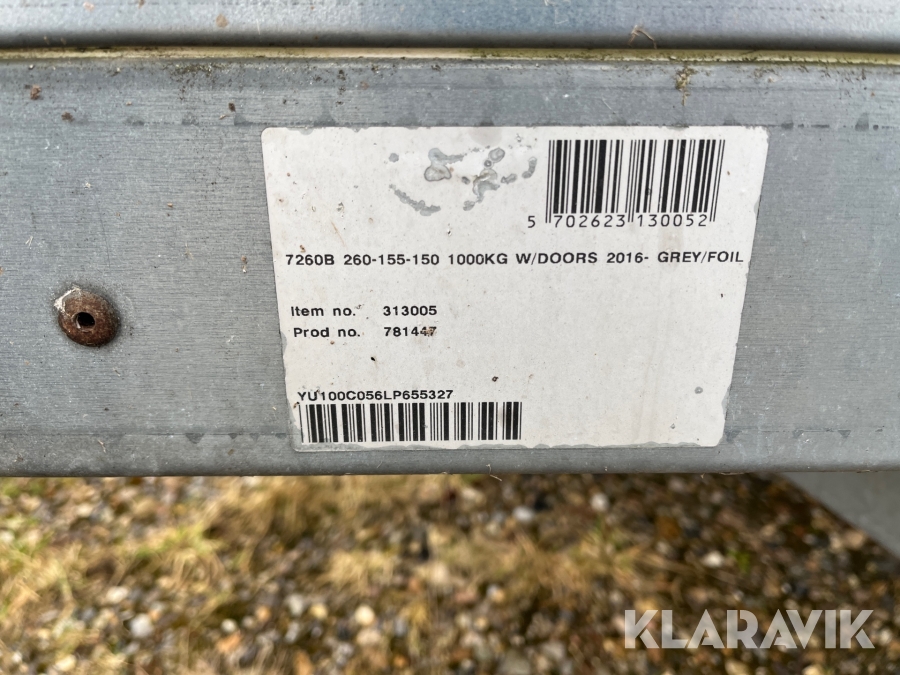 5 702623 130052
7260B 260-155-150 1000KG W/DOORS 2016- GREY/FOIL
Item no. 313005
Prod no. 781447
YU100C056LP655327
KLARAVIK